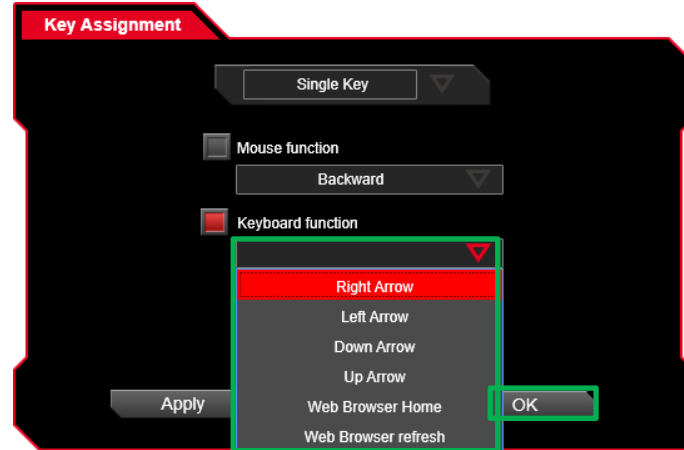 Key Assignment
Single Key
Mouse function
Backward
Keyboard function
Right Arrow
Left Arrow
Down Arrow
Up Arrow
Apply
Web Browser Home
OK
Web Browser refresh